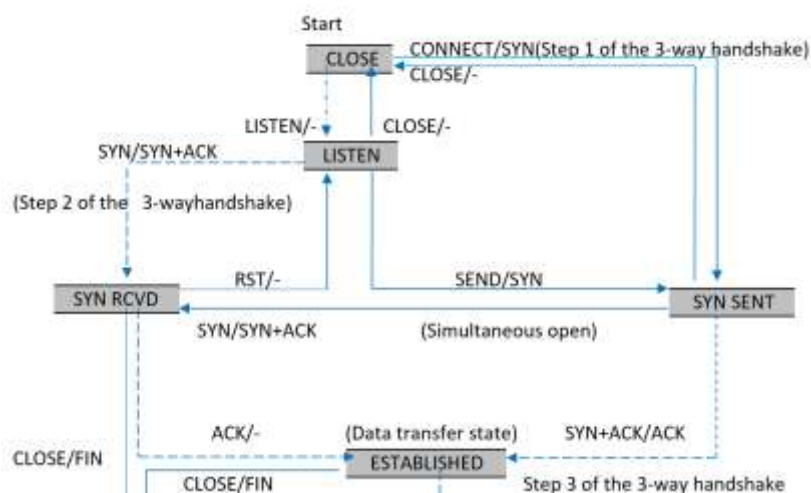 Start
CLOSE
CONNECT/SYN(Step 1 of the 3-way handshake)
CLOSE/-
LISTEN/-
CLOSE/-
SYN/SYN+ACK
LISTEN
(Step 2 of the 3-wayhandshake)
RST/-
SEND/SYN
SYN RCVD
SYN SENT
SYN/SYN+ACK
(Simultaneous open)
ACK/-
(Data transfer state)
SYN+ACK/ACK
CLOSE/FIN
ESTABLISHED
CLOSE/FIN
Step 3 of the 3-way handshake